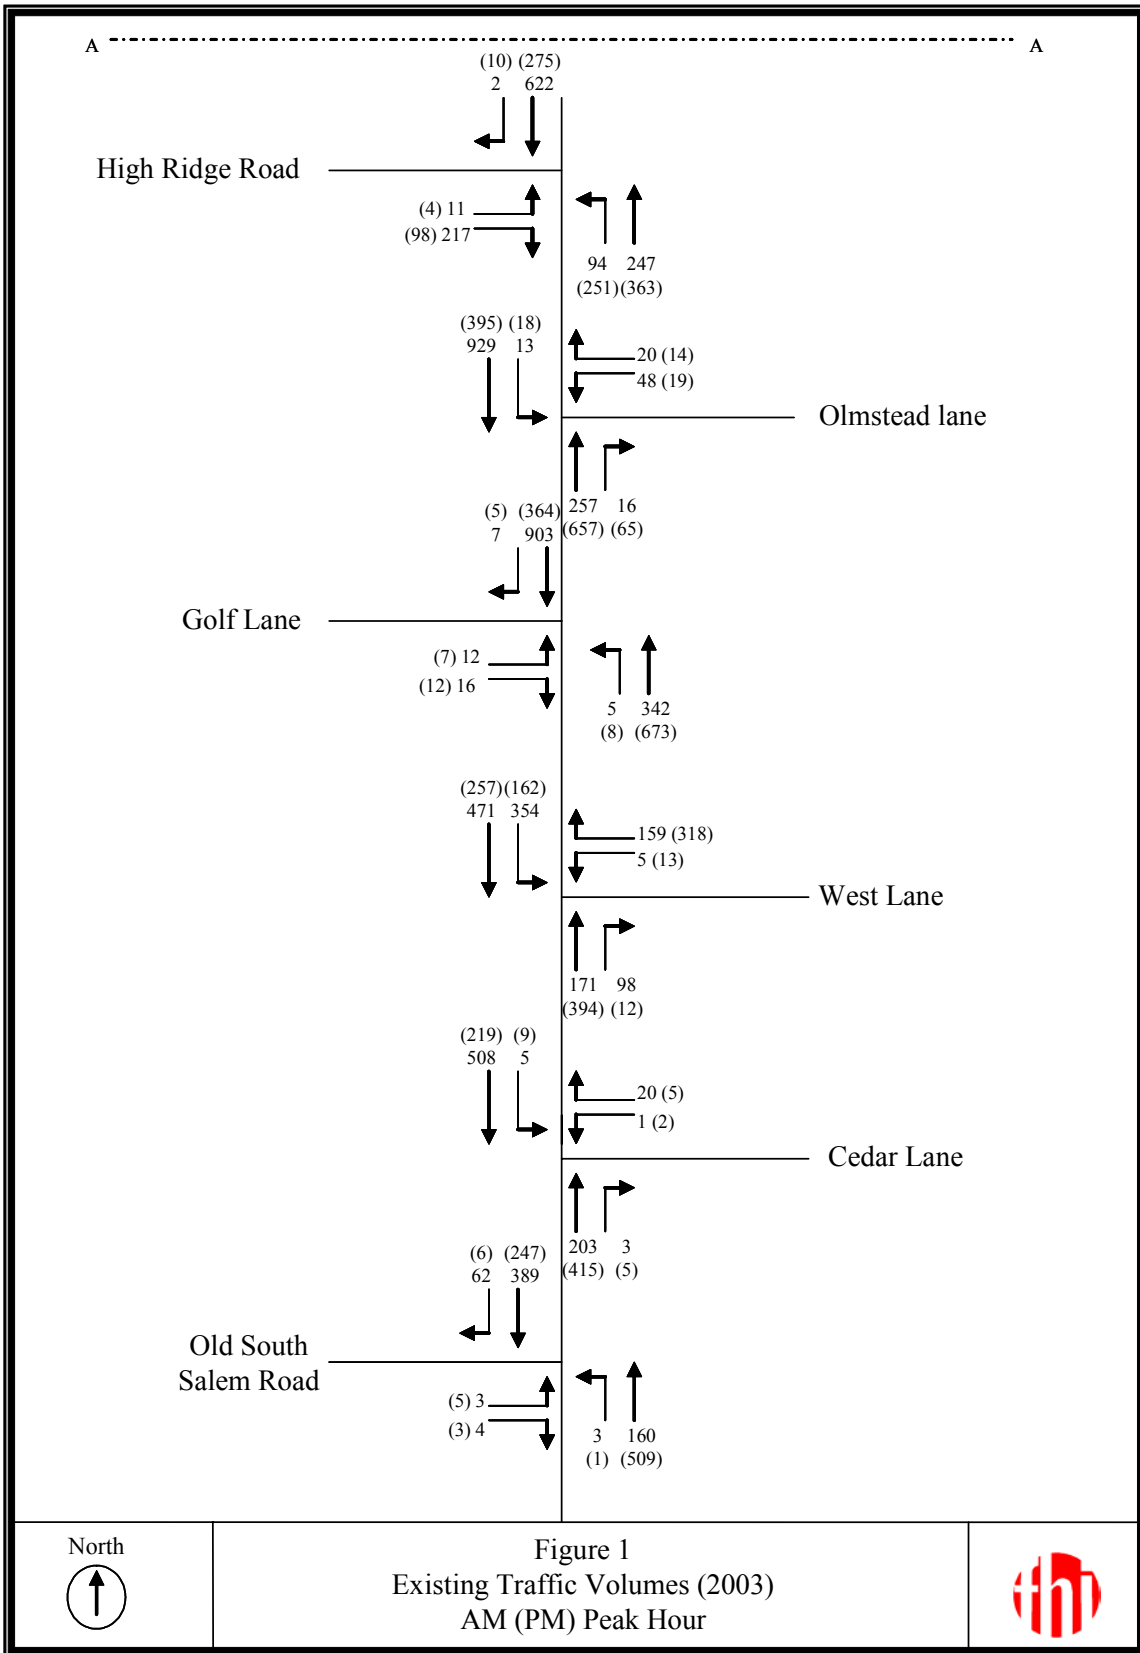 A A
(10) (275)
2 622
High Ridge Road
(4) 11
(98) 217
94 247
(251) (363)
(395) (18)
929 13
20 (14)
48 (19)
Olmstead lane
257 16
(657) (65)
(5) (364)
7 903
Golf Lane
(7) 12
(12) 16
5 342
(8) (673)
(257) (162)
471 354
159 (318)
5 (13)
West Lane
171 98
(394) (12)
(219) (9)
508 5
20 (5)
1 (2)
Cedar Lane
203 3
(415) (5)
(6) (247)
62 389
Old South
Salem Road
(5) 3
(3) 4
3 160
(1) (509)
North
Figure 1
Existing Traffic Volumes (2003)
AM (PM) Peak Hour
fhi